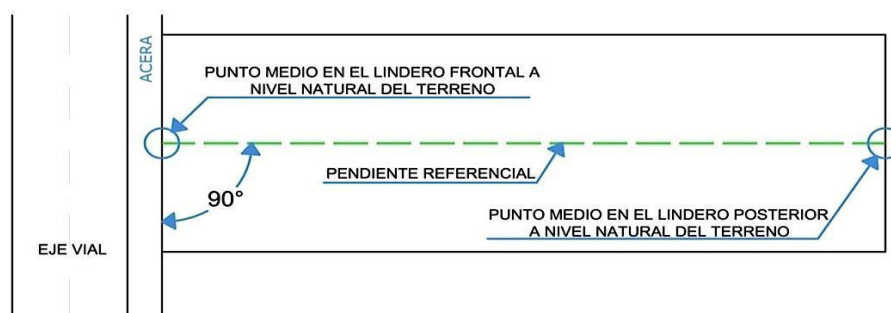 ACERA
PUNTO MEDIO EN EL LINDERO FRONTAL A
NIVEL NATURAL DEL TERRENO
PENDIENTE REFERENCIAL
90°
PUNTO MEDIO EN EL LINDERO POSTERIOR
A NIVEL NATURAL DEL TERRENO
EJE VIAL